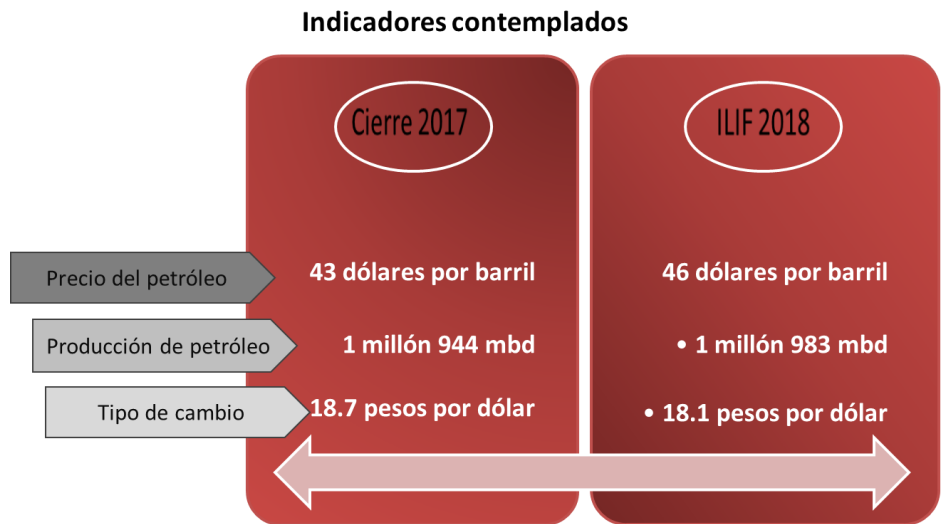 Indicadores contemplados
Cierre 2017
ILIF 2018
Precio del petróleo
43 dólares por barril
46 dólares por barril
Producción de petróleo
1 millón 944 mbd
• 1 millón 983 mbd
Tipo de cambio
18.7 pesos por dólar
• 18.1 pesos por dólar